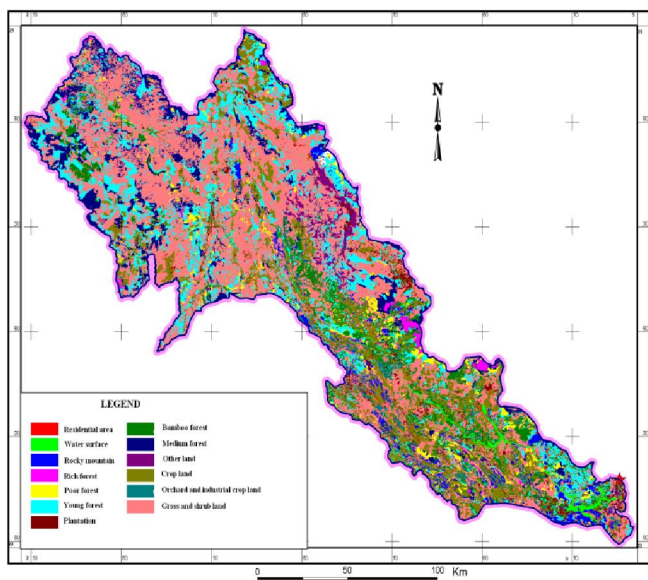 N
LEGEND
Residential area
Water surface
Rocky mountain
Rich forest
Poor forest
Young forest
Plantation
Bamboo forest
Medium forest
Other land
Crop land
Orchard and industrial crop land
Grass and shrub land
0 50 100 Km